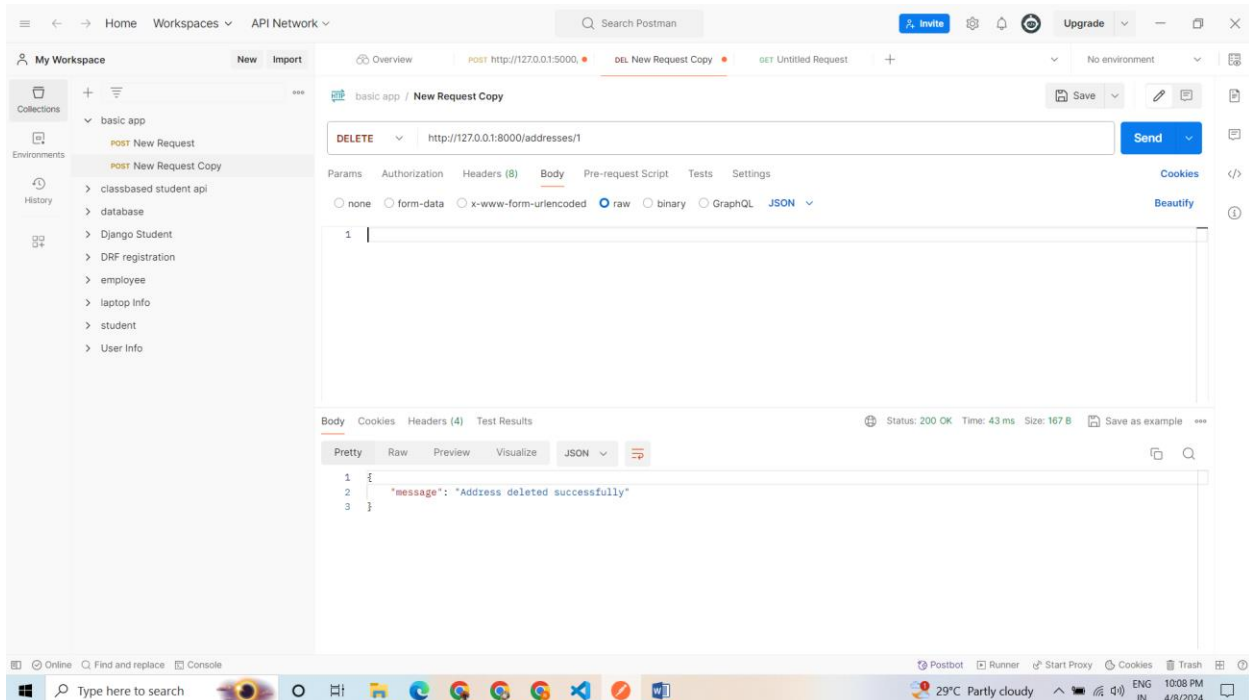 Home Workspaces API Network Search Postman Invite Upgrade
My Workspace New Import Overview POST http://127.0.0.1:5000, DEL New Request Copy GET Untitled Request No environment
Collections
Environments
History
basic app
POST New Request
POST New Request Copy
classbased student api
database
Django Student
DRF registration
employee
laptop Info
student
User Info
HTTP basic app / New Request Copy Save
DELETE http://127.0.0.1:8000/addresses/1 Send
Params Authorization Headers (8) Body Pre-request Script Tests Settings Cookies
none form-data x-www-form-urlencoded raw binary GraphQL JSON Beautify
1
Body Cookies Headers (4) Test Results Status: 200 OK Time: 43 ms Size: 167 B Save as example
Pretty Raw Preview Visualize JSON
1 {
2 "message": "Address deleted successfully"
3 }
Online Find and replace Console Postbot Runner Start Proxy Cookies Trash
Type here to search 29°C Partly cloudy ENG 10:08 PM
IN 4/8/2024